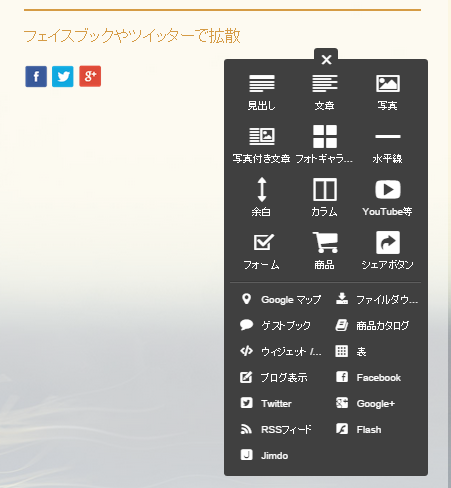 フェイスブックやツイッターで拡散
見出し 文章 写真
写真付き文章 フォトギャラ... 水平線
余白 カラム YouTube等
フォーム 商品 シェアボタン
Google マップ ファイルダウ...
ゲストブック 商品カタログ
ウィジェット /... 表
ブログ表示 Facebook
Twitter Google+
RSSフィード Flash
Jimdo